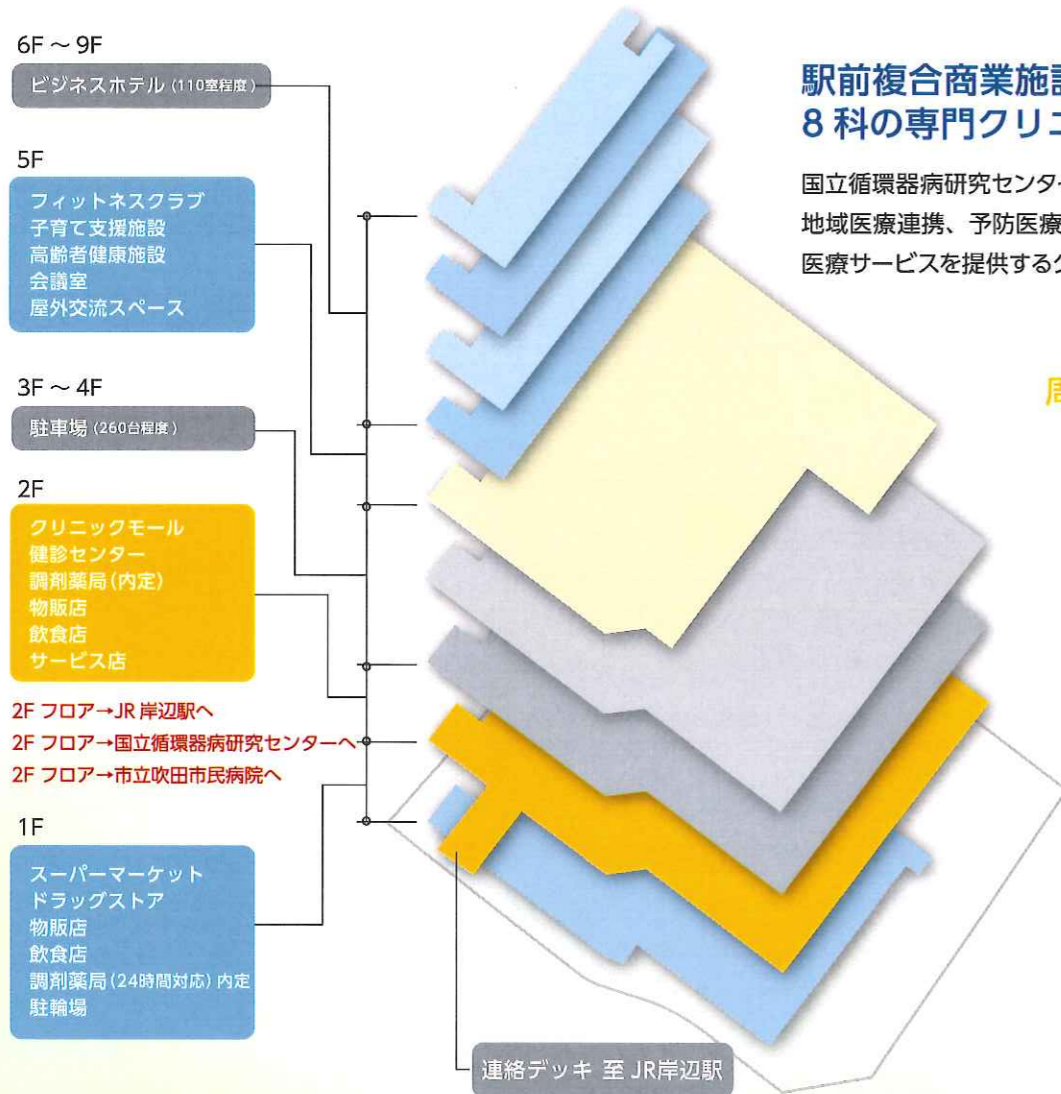 6F ～ 9F
ビジネスホテル (110室程度)
5F
フィットネスクラブ
子育て支援施設
高齢者健康施設
会議室
屋外交流スペース
3F ～ 4F
駐車場 (260台程度)
2F
クリニックモール
健診センター
調剤薬局(内定)
物販店
飲食店
サービス店
2F フロア→JR 岸辺駅へ
2F フロア→国立循環器病研究センターへ
2F フロア→市立吹田市民病院へ
1F
スーパーマーケット
ドラッグストア
物販店
飲食店
調剤薬局(24時間対応) 内定
駐輪場
連絡デッキ 至 JR岸辺駅
駅前複合商業施
8 科の専門クリニ
国立循環器病研究センタ
地域医療連携、予防医療
医療サービスを提供する